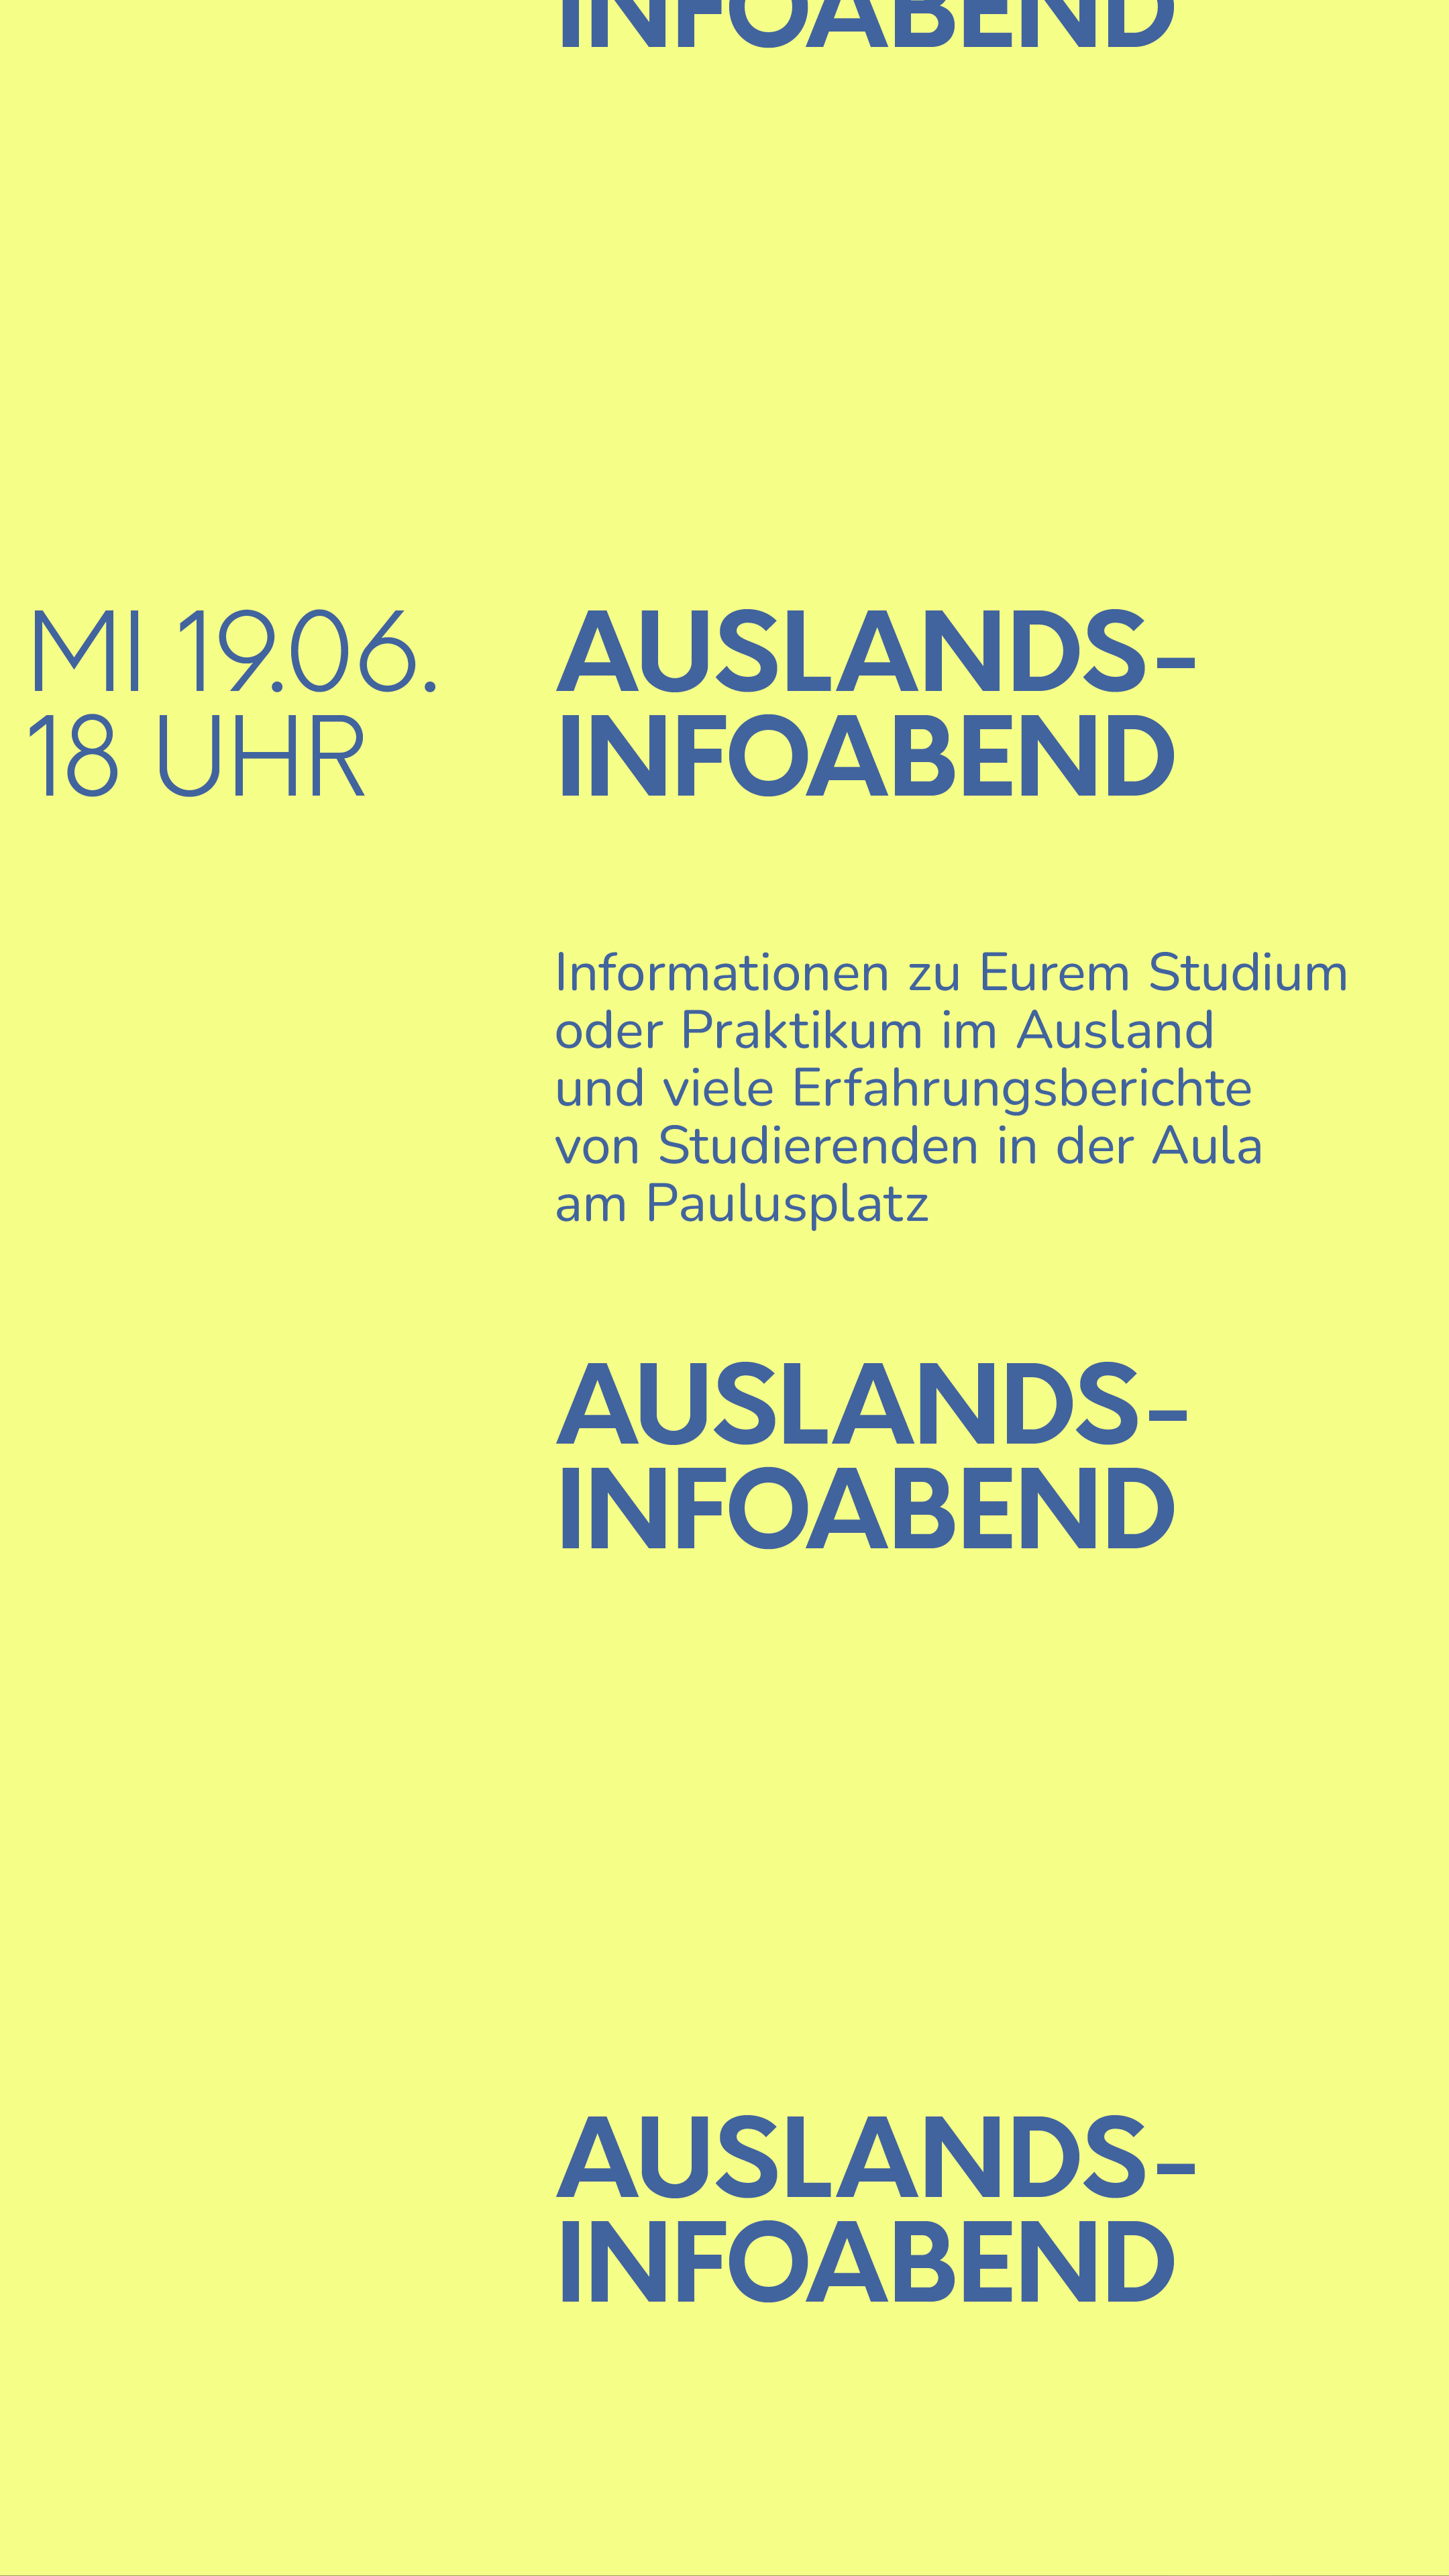 INFOABEND
MI 19.06.
18 UHR
AUSLANDS-
INFOABEND
Informationen zu Eurem Studium
oder Praktikum im Ausland
und viele Erfahrungsberichte
von Studierenden in der Aula
am Paulusplatz
AUSLANDS-
INFOABEND
AUSLANDS-
INFOABEND